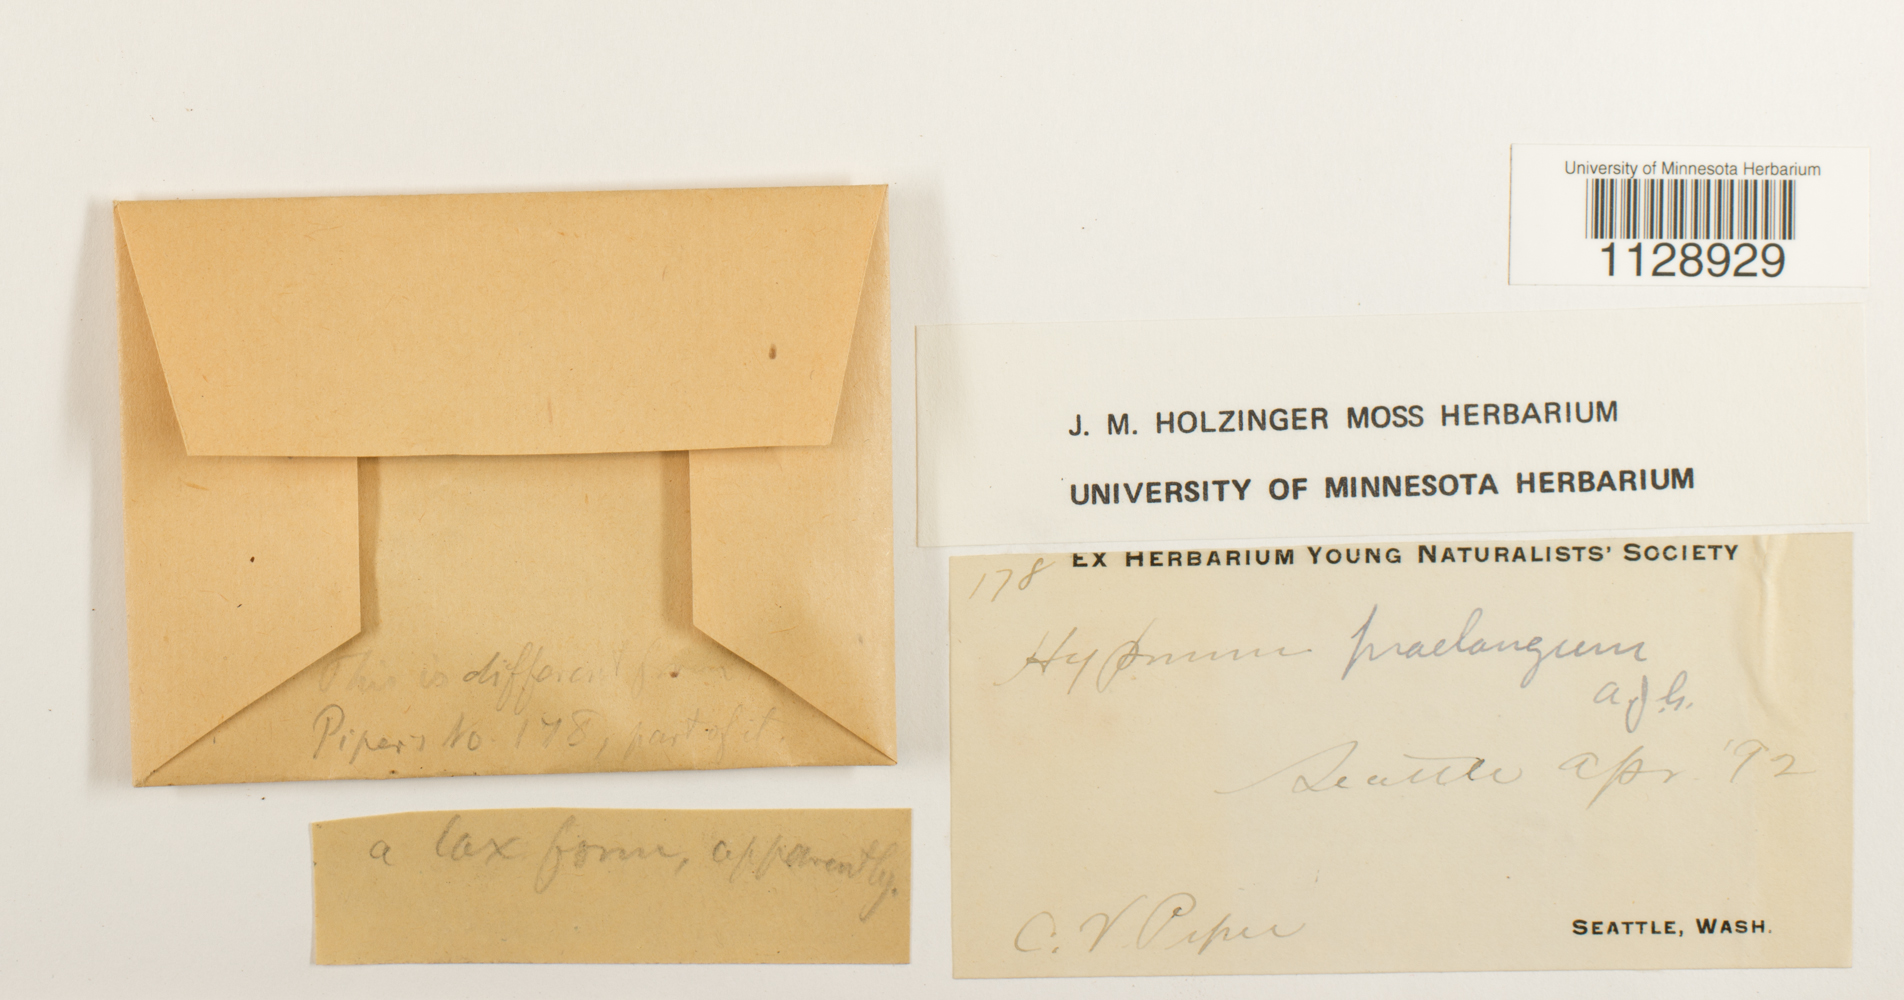 University of Minnesota Herbarium
1128929
J. M. HOLZINGER MOSS HERBARIUM
UNIVERSITY OF MINNESOTA HERBARIUM
178
EX HERBARIUM YOUNG NATURALISTS' SOCIETY
Hypnum praelongum
a.j.g.
Seattle Apr. '92
C. V. Piper
SEATTLE, WASH.
This is different from
Piper's No. 178, part of it.
a lax form, apparently.